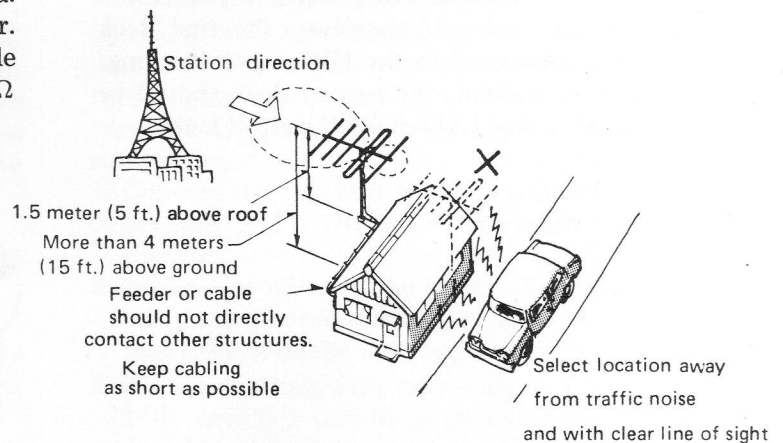 r.
le
Ω
Station direction
1.5 meter (5 ft.) above roof
More than 4 meters
(15 ft.) above ground
Feeder or cable
should not directly
contact other structures.
Keep cabling
as short as possible
Select location away
from traffic noise
and with clear line of sight